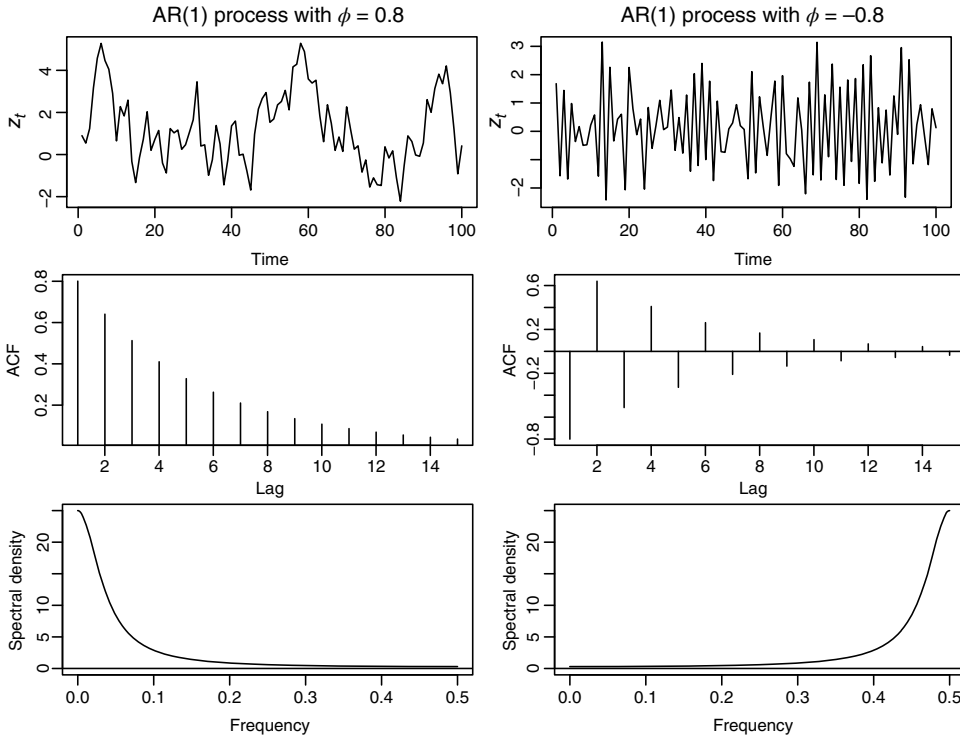 AR(1) process with ϕ = 0.8
z_t
4
2
0
−2
0 20 40 60 80 100
Time
AR(1) process with ϕ = −0.8
z_t
3
2
1
0
−2
0 20 40 60 80 100
Time
ACF
0.8
0.6
0.4
0.2
2 4 6 8 10 12 14
Lag
ACF
0.6
0.2
−0.2
−0.8
2 4 6 8 10 12 14
Lag
Spectral density
20
10
5
0
0.0 0.1 0.2 0.3 0.4 0.5
Frequency
Spectral density
20
10
5
0
0.0 0.1 0.2 0.3 0.4 0.5
Frequency